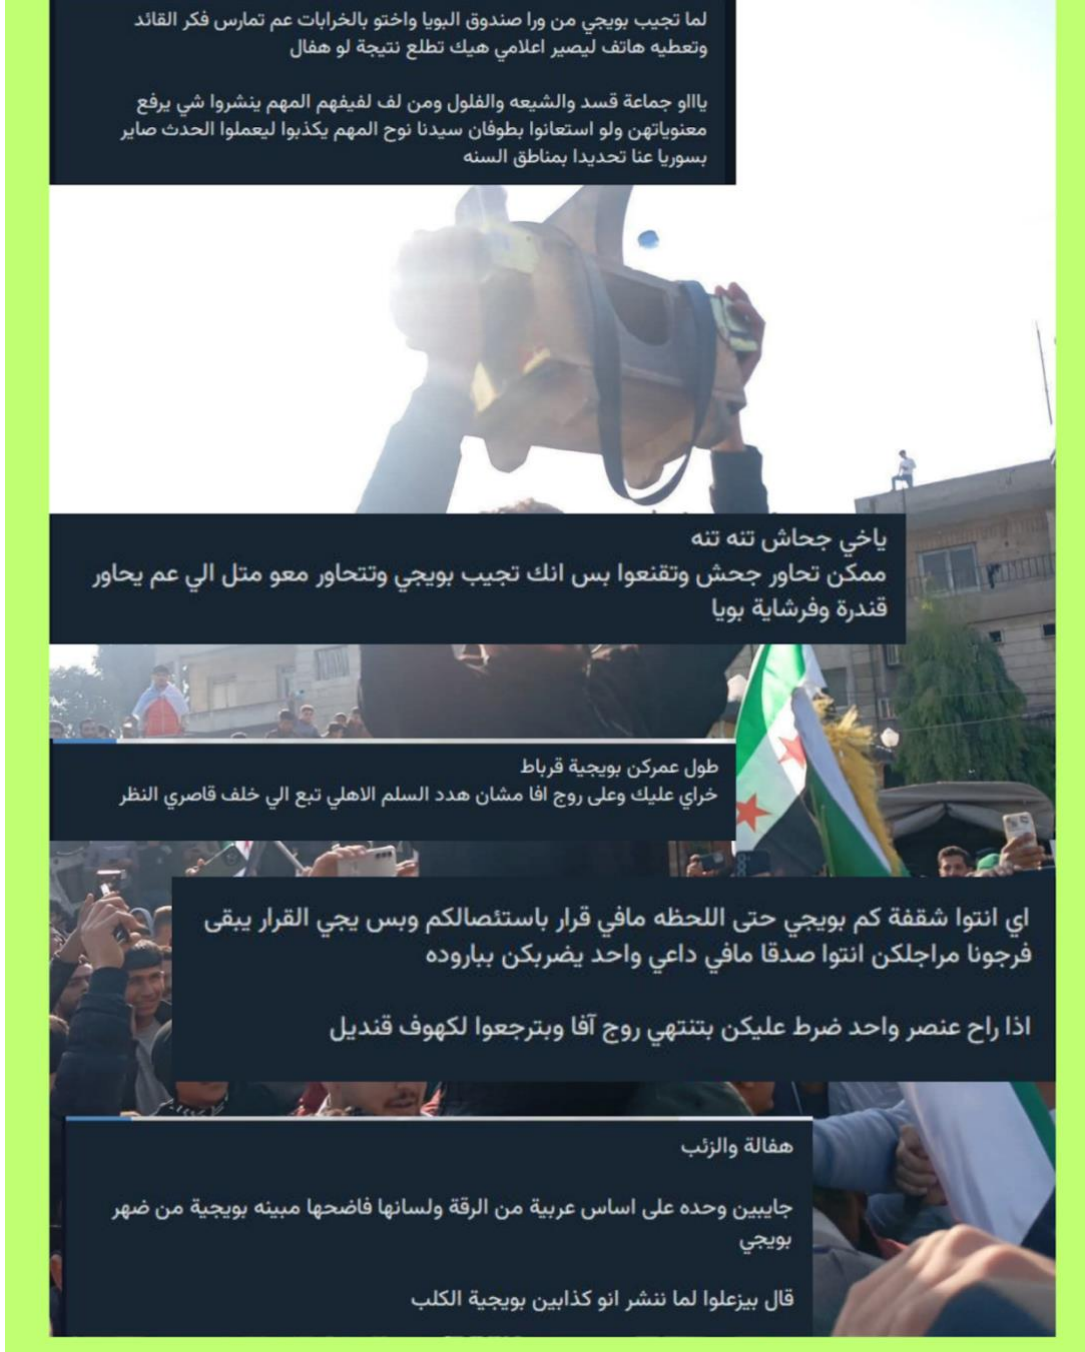 لما تجيب بويجي من ورا صندوق البويا واختو بالخرابات عم تمارس فكر القائد
وتعطيه هاتف ليصير اعلامي هيك تطلع نتيجة لو هفال
ياااو جماعة قسد والشيعه والفلول ومن لف لفيفهم المهم ينشروا شي يرفع
معنوياتهن ولو استعانوا بطوفان سيدنا نوح المهم يكذبوا ليعملوا الحدث صاير
بسوريا عنا تحديدا بمناطق السنه
ياخي جحاش تنه تنه
ممكن تحاور جحش وتقنعوا بس انك تجيب بويجي وتتحاور معو متل الي عم يحاور
قندرة وفرشاية بويا
طول عمركن بويجية قرباط
خراي عليك وعلى روج افا مشان هدد السلم الاهلي تبع الي خلف قاصري النظر
اي انتوا شقفة كم بويجي حتى اللحظه مافي قرار باستئصالكم وبس يجي القرار يبقى
فرجونا مراجلكن انتوا صدقا مافي داعي واحد يضربكن بباروده
اذا راح عنصر واحد ضرط عليكن بتنتهي روج آفا وبترجعوا لكهوف قنديل
هفالة والزئب
جايبين وحده على اساس عربية من الرقة ولسانها فاضحها مبينه بويجية من ضهر
بويجي
قال بيزعلوا لما ننشر انو كذابين بويجية الكلب